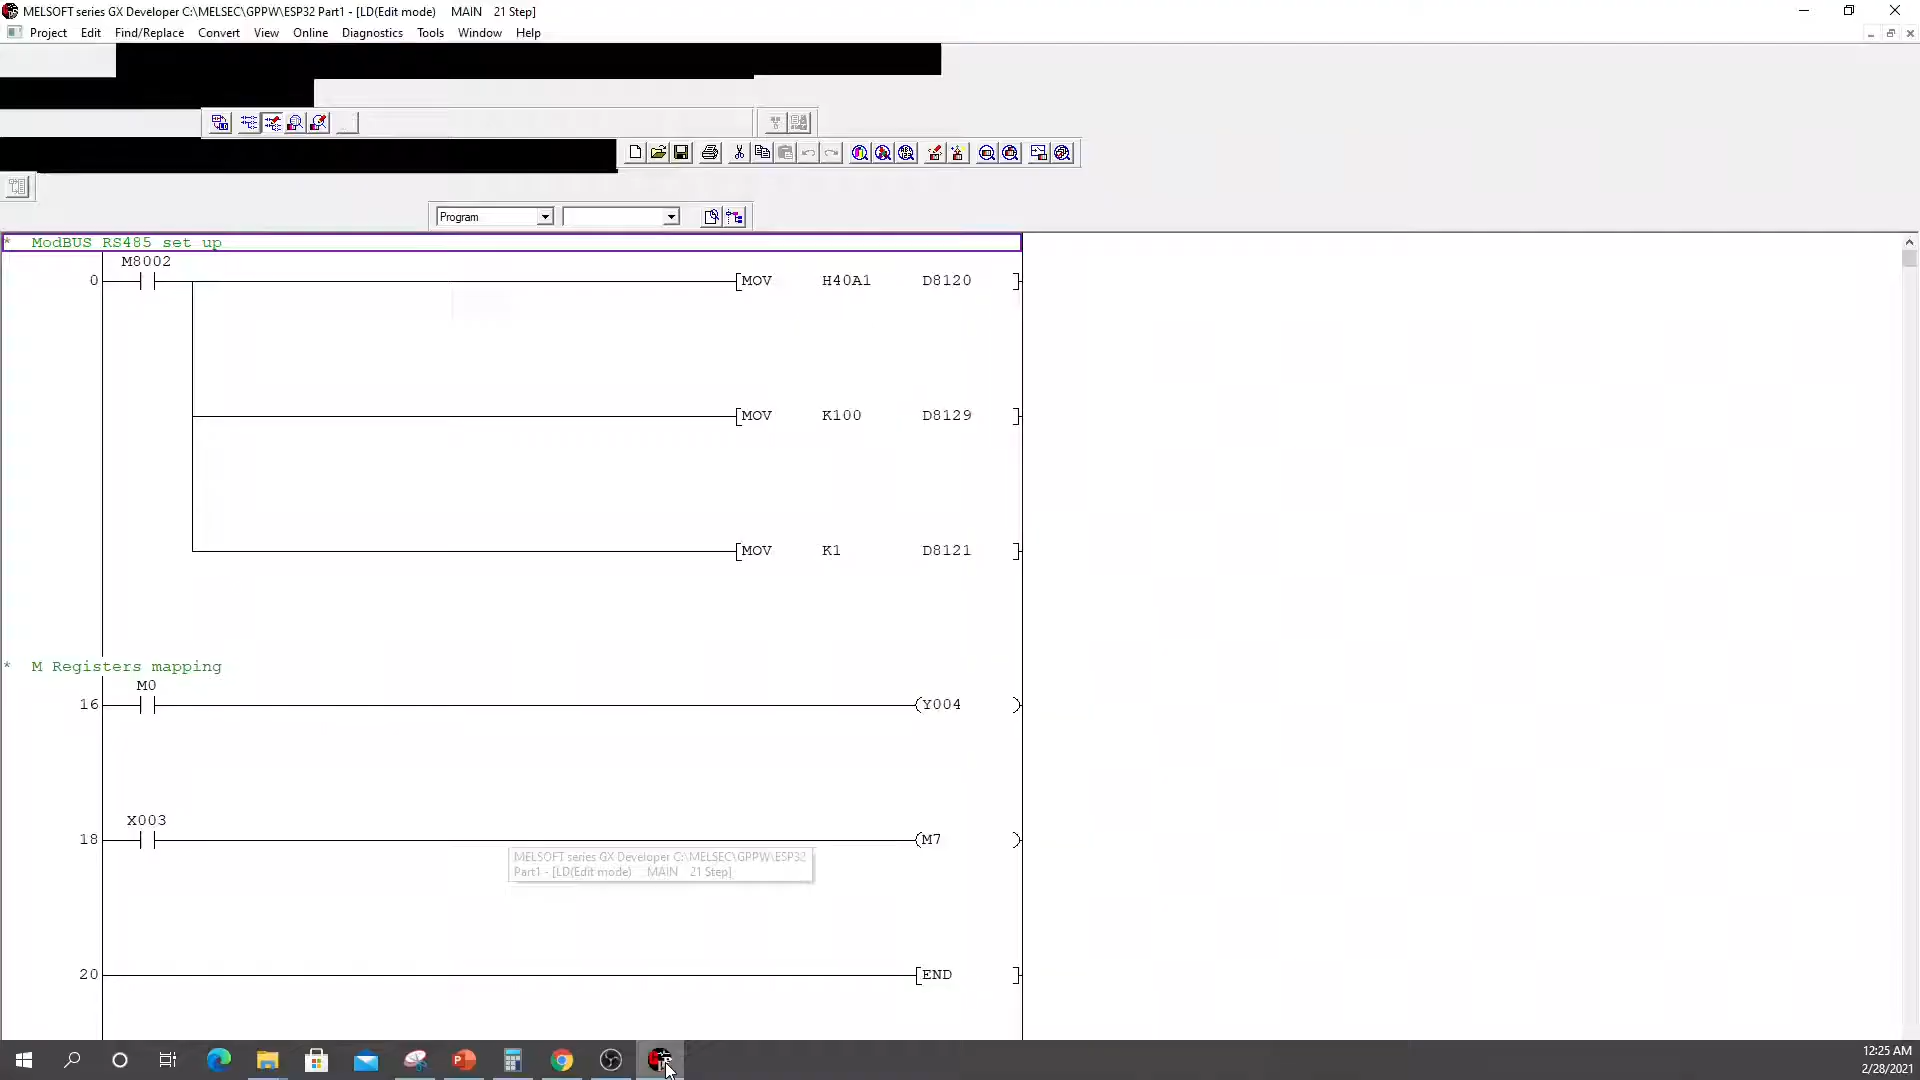 MELSOFT series GX Developer C:\MELSEC\GPPW\ESP32 Part1 - [LD(Edit mode) MAIN 21 Step]
Project Edit Find/Replace Convert View Online Diagnostics Tools Window Help
Program
* ModBUS RS485 set up
M8002
0 [MOV H40A1 D8120 ]
[MOV K100 D8129 ]
[MOV K1 D8121 ]
* M Registers mapping
M0
16 (Y004 )
X003
18 (M7 )
MELSOFT series GX Developer C:\MELSEC\GPPW\ESP32
Part1 - [LD(Edit mode) MAIN 21 Step]
20 [END ]
12:25 AM
2/28/2021